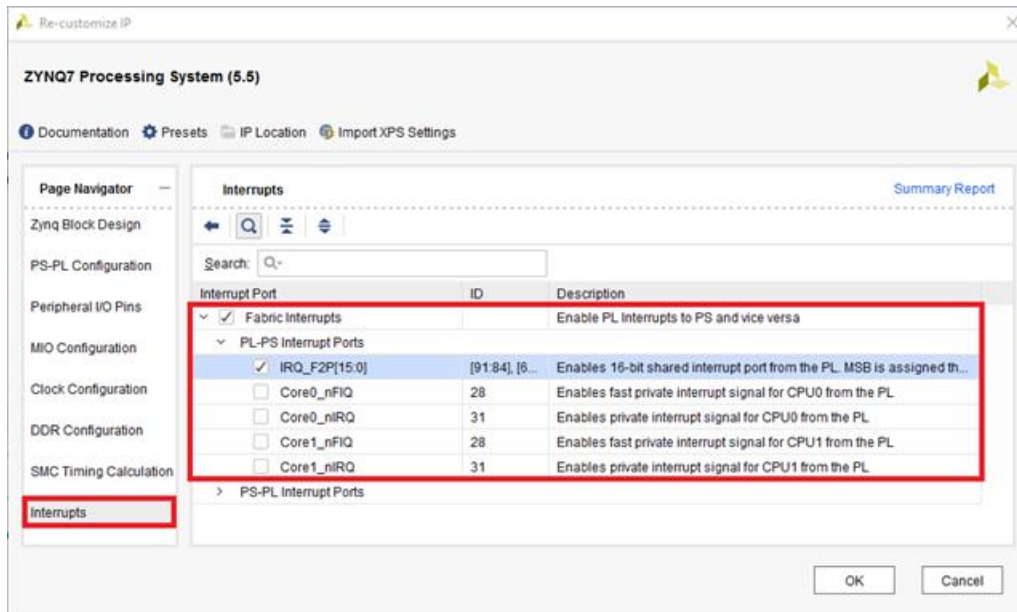 Re-customize IP
ZYNQ7 Processing System (5.5)
Documentation Presets IP Location Import XPS Settings
Page Navigator
Zynq Block Design
PS-PL Configuration
Peripheral I/O Pins
MIO Configuration
Clock Configuration
DDR Configuration
SMC Timing Calculation
Interrupts
Interrupts Summary Report
Search:
Interrupt Port ID Description
Fabric Interrupts Enable PL Interrupts to PS and vice versa
PL-PS Interrupt Ports
IRQ_F2P[15:0] [91:84], [6... Enables 16-bit shared interrupt port from the PL. MSB is assigned th...
Core0_nFIQ 28 Enables fast private interrupt signal for CPU0 from the PL
Core0_nIRQ 31 Enables private interrupt signal for CPU0 from the PL
Core1_nFIQ 28 Enables fast private interrupt signal for CPU1 from the PL
Core1_nIRQ 31 Enables private interrupt signal for CPU1 from the PL
PS-PL Interrupt Ports
OK Cancel